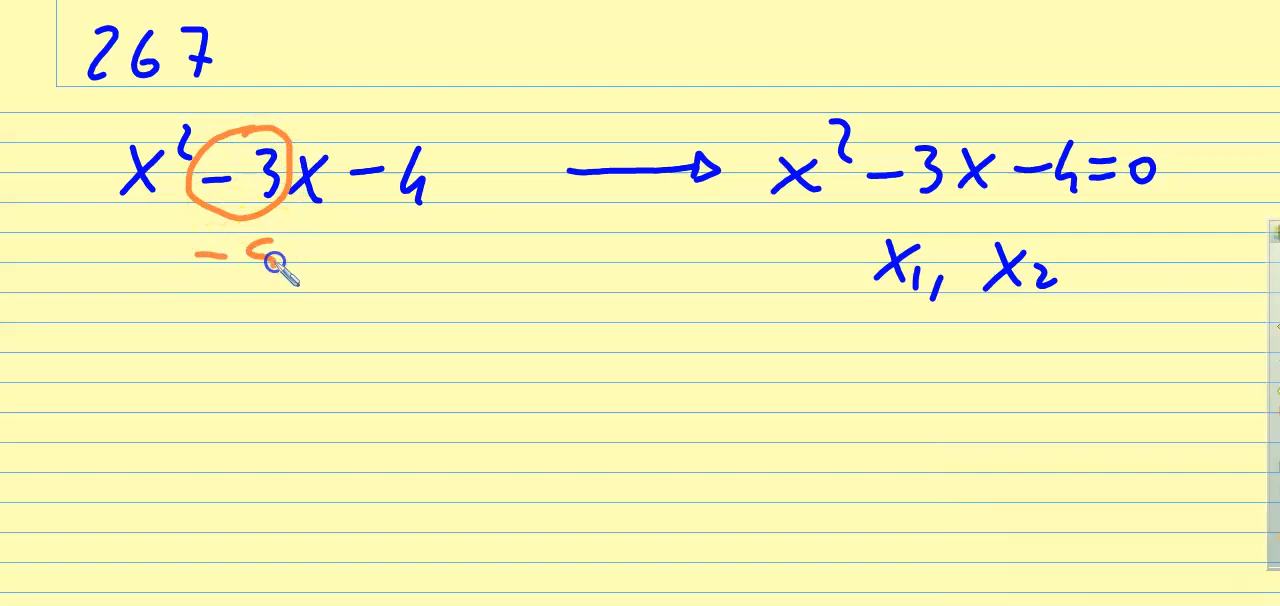 267
x² - 3x - 4 → x² - 3x - 4 = 0
x₁, x₂